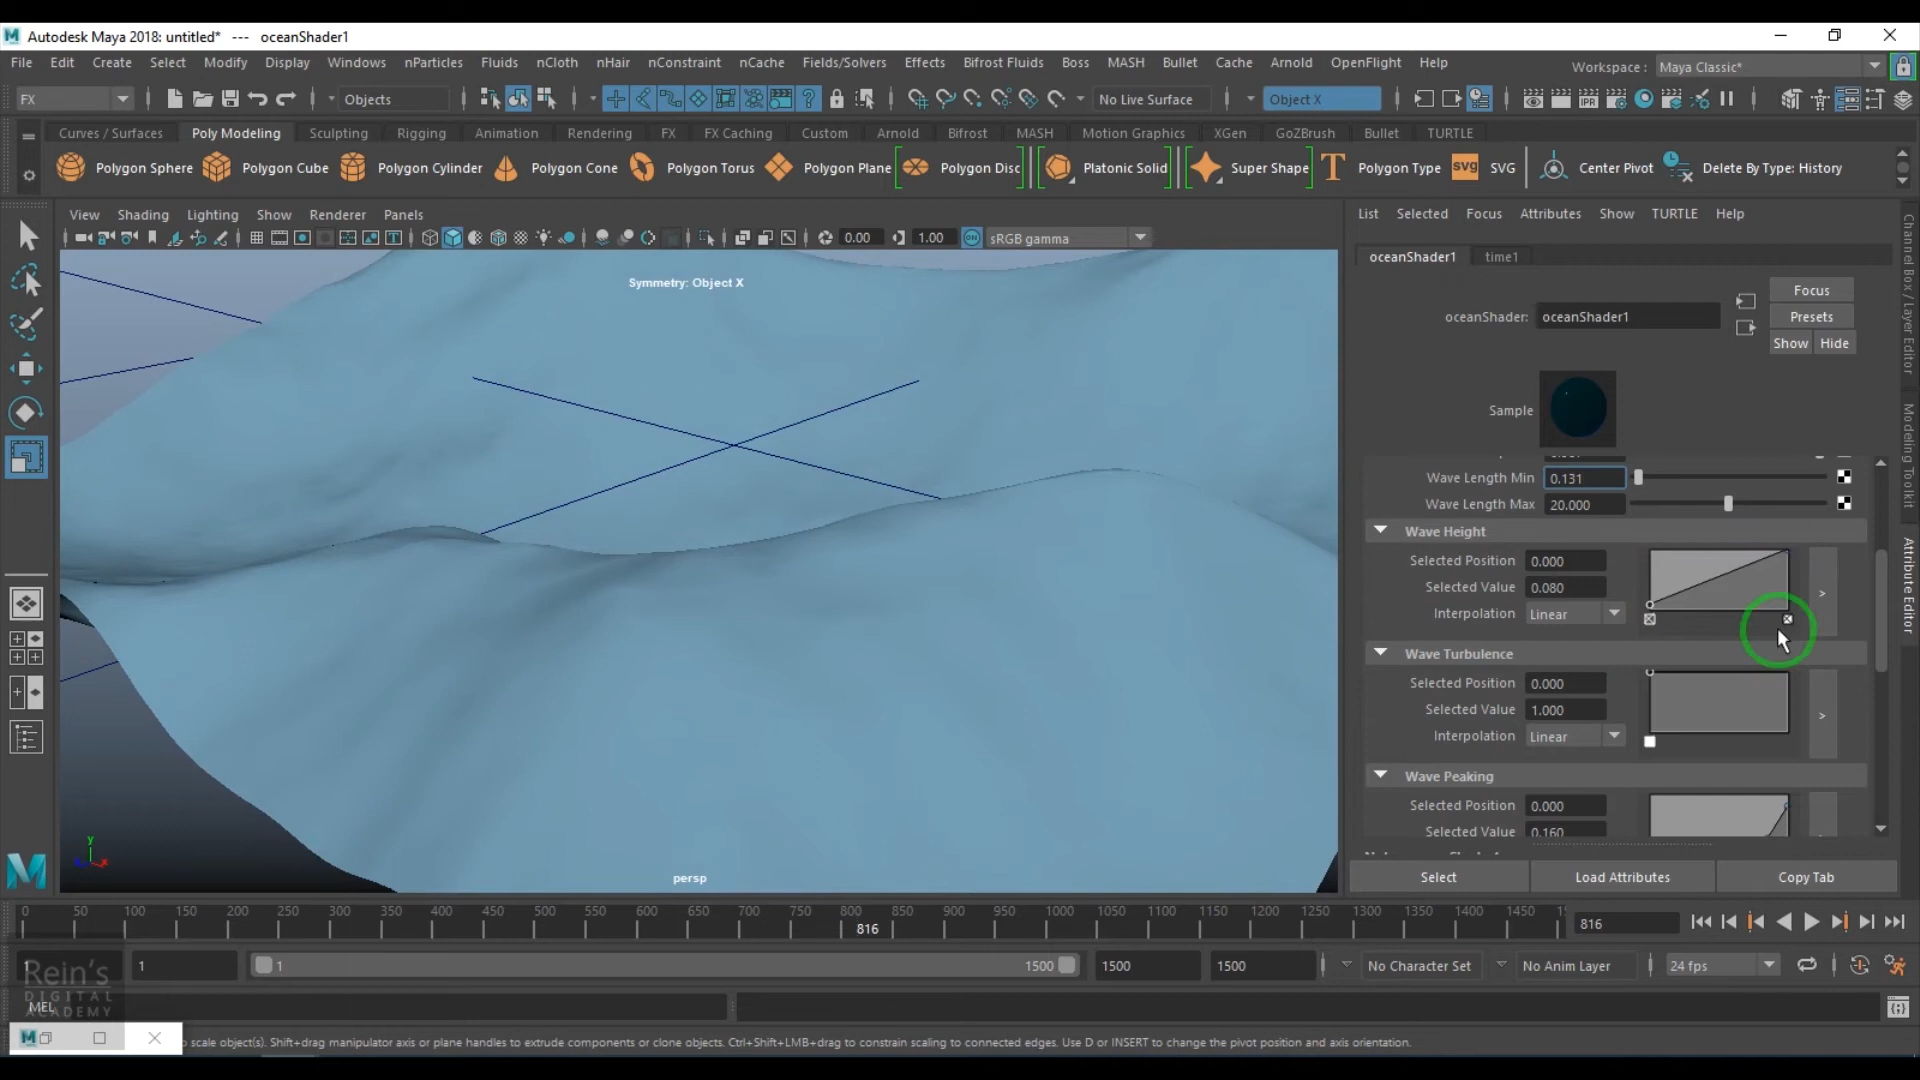 Autodesk Maya 2018: untitled* --- oceanShader1
File Edit Create Select Modify Display Windows nParticles Fluids nCloth nHair nConstraint nCache Fields/Solvers Effects Bifrost Fluids Boss MASH Bullet Cache Arnold OpenFlight Help Workspace : Maya Classic*
FX Objects No Live Surface Object X
Curves / Surfaces Poly Modeling Sculpting Rigging Animation Rendering FX FX Caching Custom Arnold Bifrost MASH Motion Graphics XGen GoZBrush Bullet TURTLE
Polygon Sphere Polygon Cube Polygon Cylinder Polygon Cone Polygon Torus Polygon Plane Polygon Disc Platonic Solid Super Shape Polygon Type SVG SVG Center Pivot Delete By Type: History
View Shading Lighting Show Renderer Panels
0.00 1.00 ON sRGB gamma
Symmetry: Object X
persp
List Selected Focus Attributes Show TURTLE Help
oceanShader1 time1
oceanShader: oceanShader1
Focus
Presets
Show Hide
Sample
Wave Length Min 0.131
Wave Length Max 20.000
Wave Height
Selected Position 0.000
Selected Value 0.080
Interpolation Linear
Wave Turbulence
Selected Position 0.000
Selected Value 1.000
Interpolation Linear
Wave Peaking
Selected Position 0.000
Selected Value 0.160
Select Load Attributes Copy Tab
Channel Box / Layer Editor
Modeling Toolkit
Attribute Editor
0 50 100 150 200 250 300 350 400 450 500 550 600 650 700 750 800 850 900 950 1000 1050 1100 1150 1200 1250 1300 1350 1400 1450
816
816
1 1 1 1500 1500 1500 No Character Set No Anim Layer 24 fps
Rein's
DIGITAL
ACADEMY
MEL
scale object(s). Shift+drag manipulator axis or plane handles to extrude components or clone objects. Ctrl+Shift+LMB+drag to constrain scaling to connected edges. Use D or INSERT to change the pivot position and axis orientation.